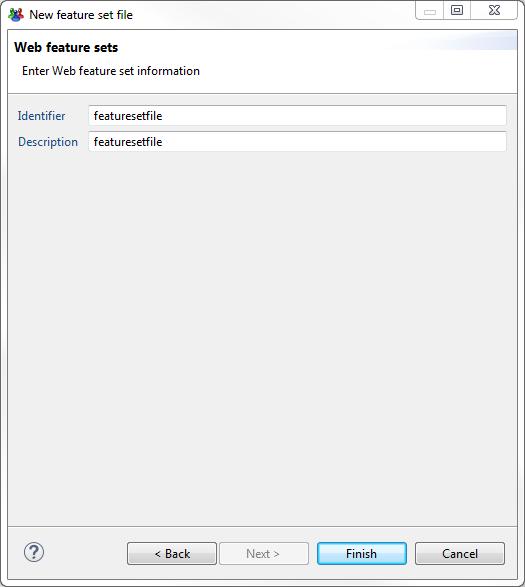 New feature set file
Web feature sets
Enter Web feature set information
Identifier featuresetfile
Description featuresetfile
? < Back Next > Finish Cancel